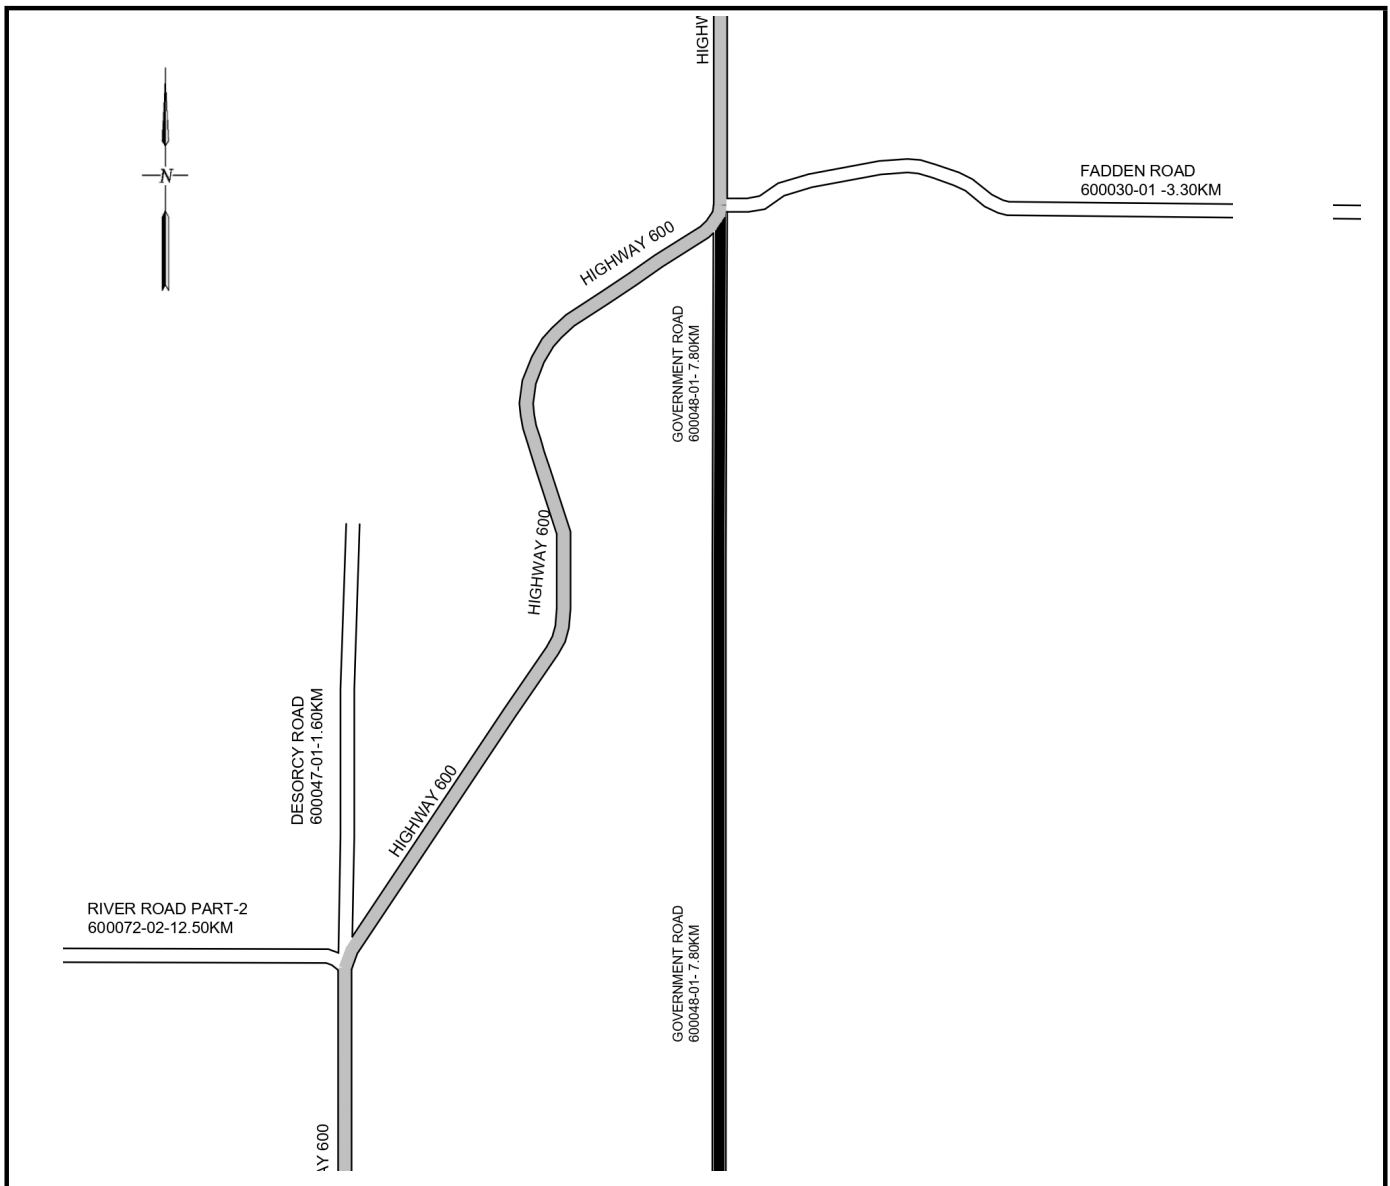 HIGHW
N
FADDEN ROAD
600030-01 -3.30KM
HIGHWAY 600
GOVERNMENT ROAD
600048-01- 7.80KM
HIGHWAY 600
DESORCY ROAD
600047-01-1.60KM
HIGHWAY 600
RIVER ROAD PART-2
600072-02-12.50KM
GOVERNMENT ROAD
600048-01- 7.80KM
AY 600